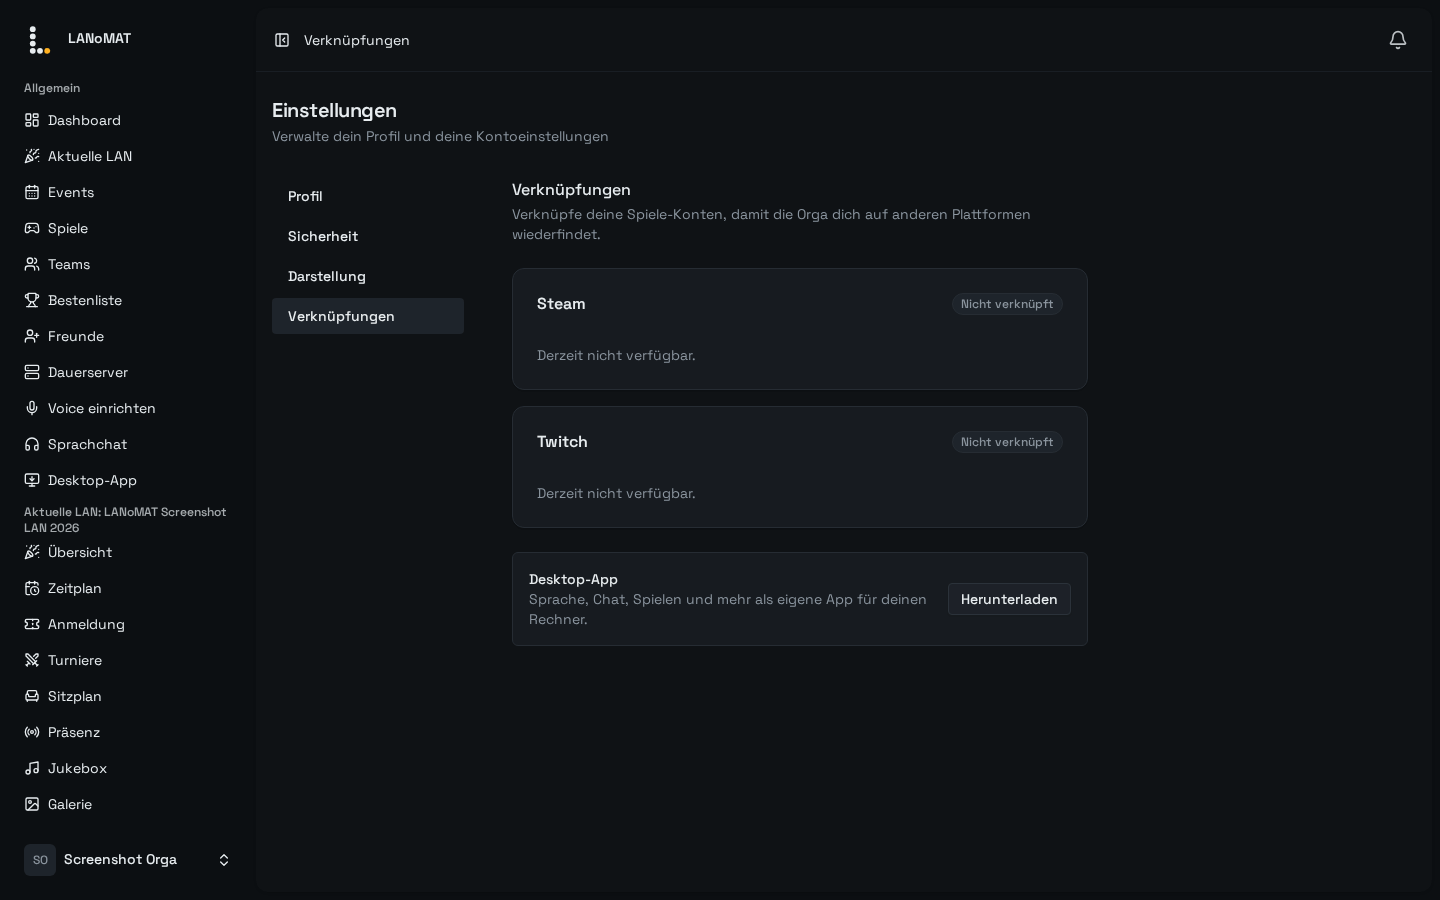 LANoMAT
Allgemein
Dashboard
Aktuelle LAN
Events
Spiele
Teams
Bestenliste
Freunde
Dauerserver
Voice einrichten
Sprachchat
Desktop-App
Aktuelle LAN: LANoMAT Screenshot
LAN 2026
Übersicht
Zeitplan
Anmeldung
Turniere
Sitzplan
Präsenz
Jukebox
Galerie
SO
Screenshot Orga
Verknüpfungen
Einstellungen
Verwalte dein Profil und deine Kontoeinstellungen
Profil
Sicherheit
Darstellung
Verknüpfungen
Verknüpfungen
Verknüpfe deine Spiele-Konten, damit die Orga dich auf anderen Plattformen
wiederfindet.
Steam
Nicht verknüpft
Derzeit nicht verfügbar.
Twitch
Nicht verknüpft
Derzeit nicht verfügbar.
Desktop-App
Sprache, Chat, Spielen und mehr als eigene App für deinen
Rechner.
Herunterladen